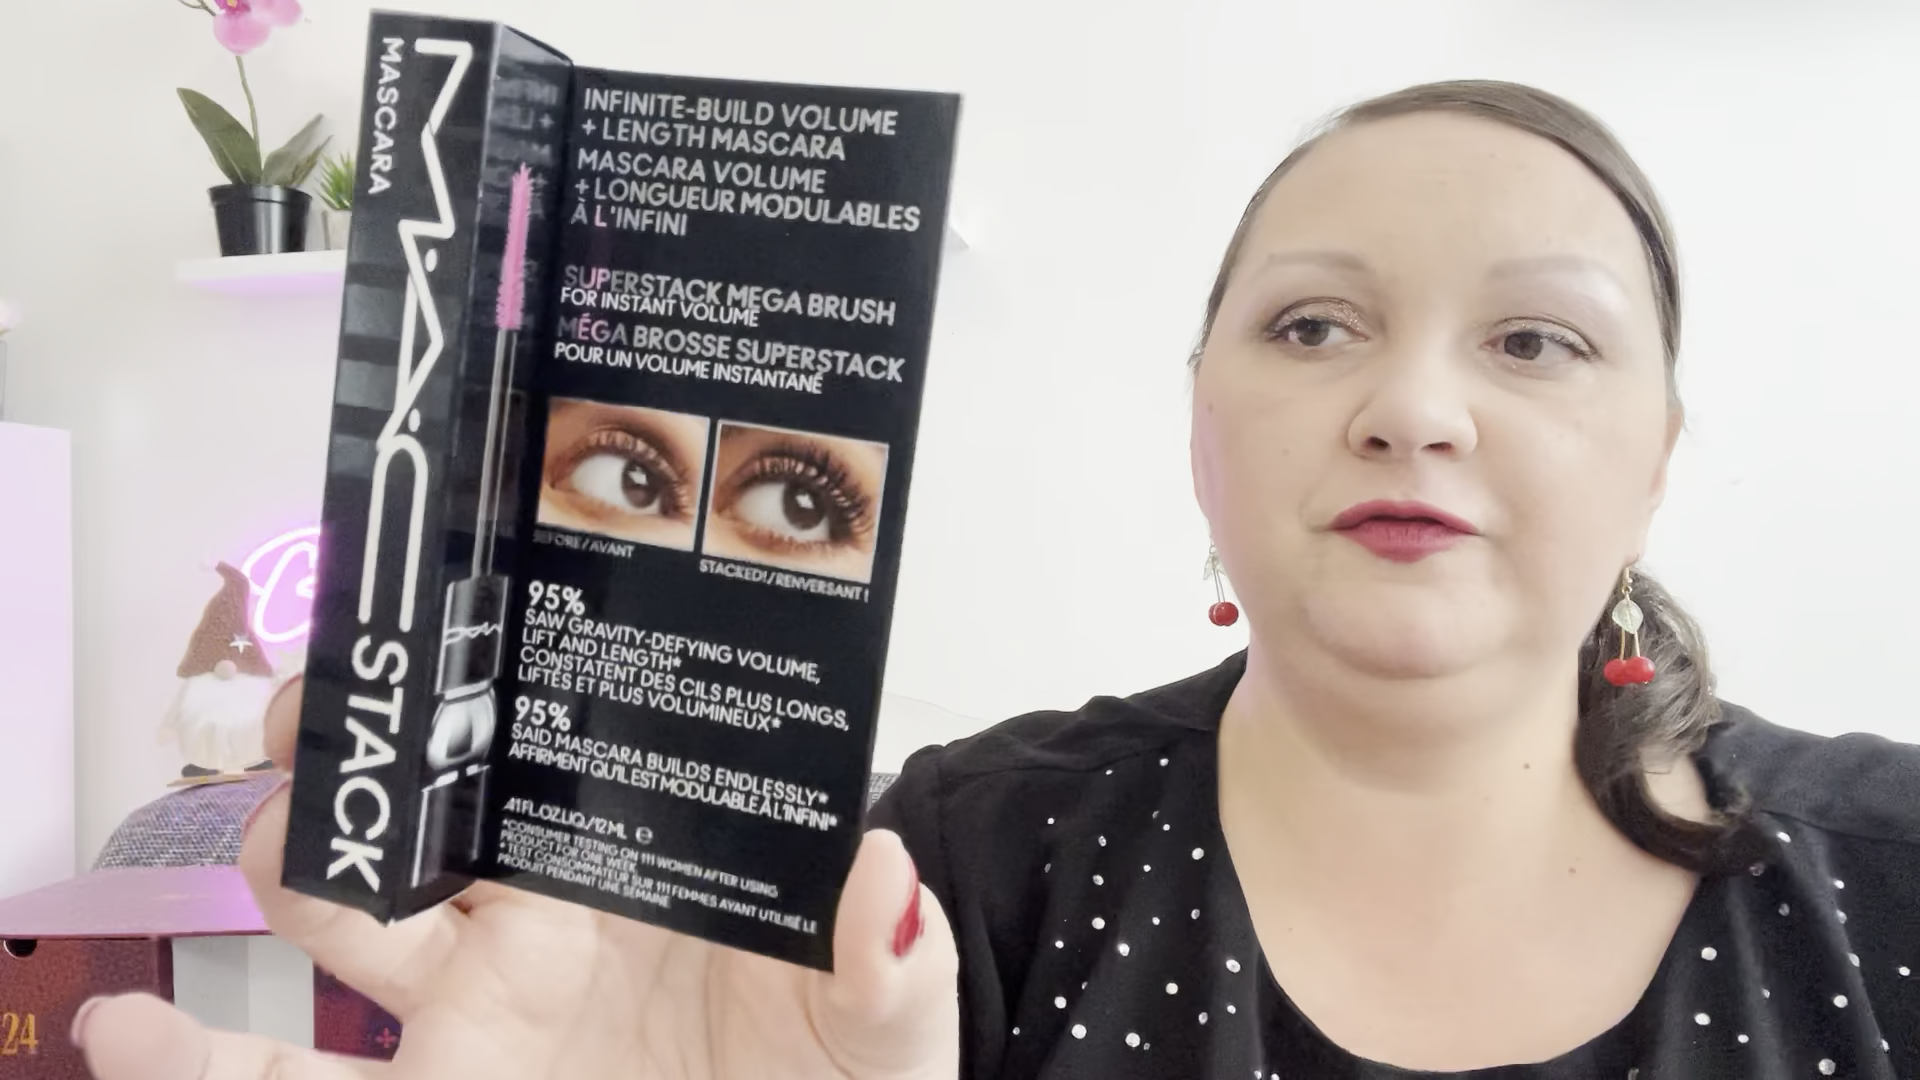 MASCARA
MAC STACK
INFINITE-BUILD VOLUME
+ LENGTH MASCARA
MASCARA VOLUME
+ LONGUEUR MODULABLES
À L'INFINI
SUPERSTACK MEGA BRUSH
FOR INSTANT VOLUME
MÉGA BROSSE SUPERSTACK
POUR UN VOLUME INSTANTANÉ
BEFORE / AVANT
STACKED! / RENVERSANT !
95%
SAW GRAVITY-DEFYING VOLUME,
LIFT AND LENGTH*
CONSTATENT DES CILS PLUS LONGS,
LIFTÉS ET PLUS VOLUMINEUX*
95%
SAID MASCARA BUILDS ENDLESSLY*
AFFIRMENT QU'IL EST MODULABLE À L'INFINI*
.41 FL.OZ.LIQ./12 ML e
*CONSUMER TESTING ON 111 WOMEN AFTER USING
PRODUCT FOR ONE WEEK
*TEST CONSOMMATEUR SUR 111 FEMMES AYANT UTILISÉ LE
PRODUIT PENDANT UNE SEMAINE
MAC
24